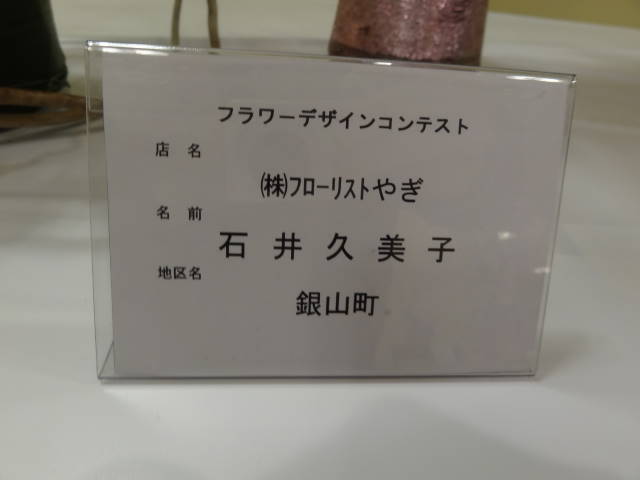 フラワーデザインコンテスト
店 名
㈱フローリストやぎ
名 前
石 井 久 美 子
地区名
銀山町